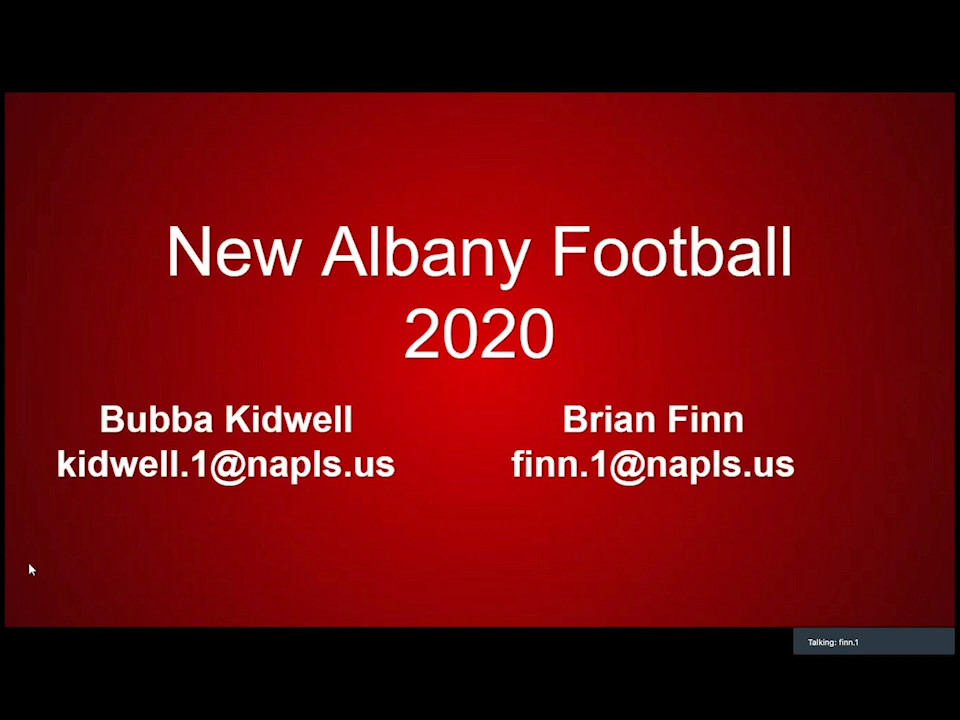 New Albany Football
2020
Bubba Kidwell
kidwell.1@napls.us
Brian Finn
finn.1@napls.us
Talking: finn.1